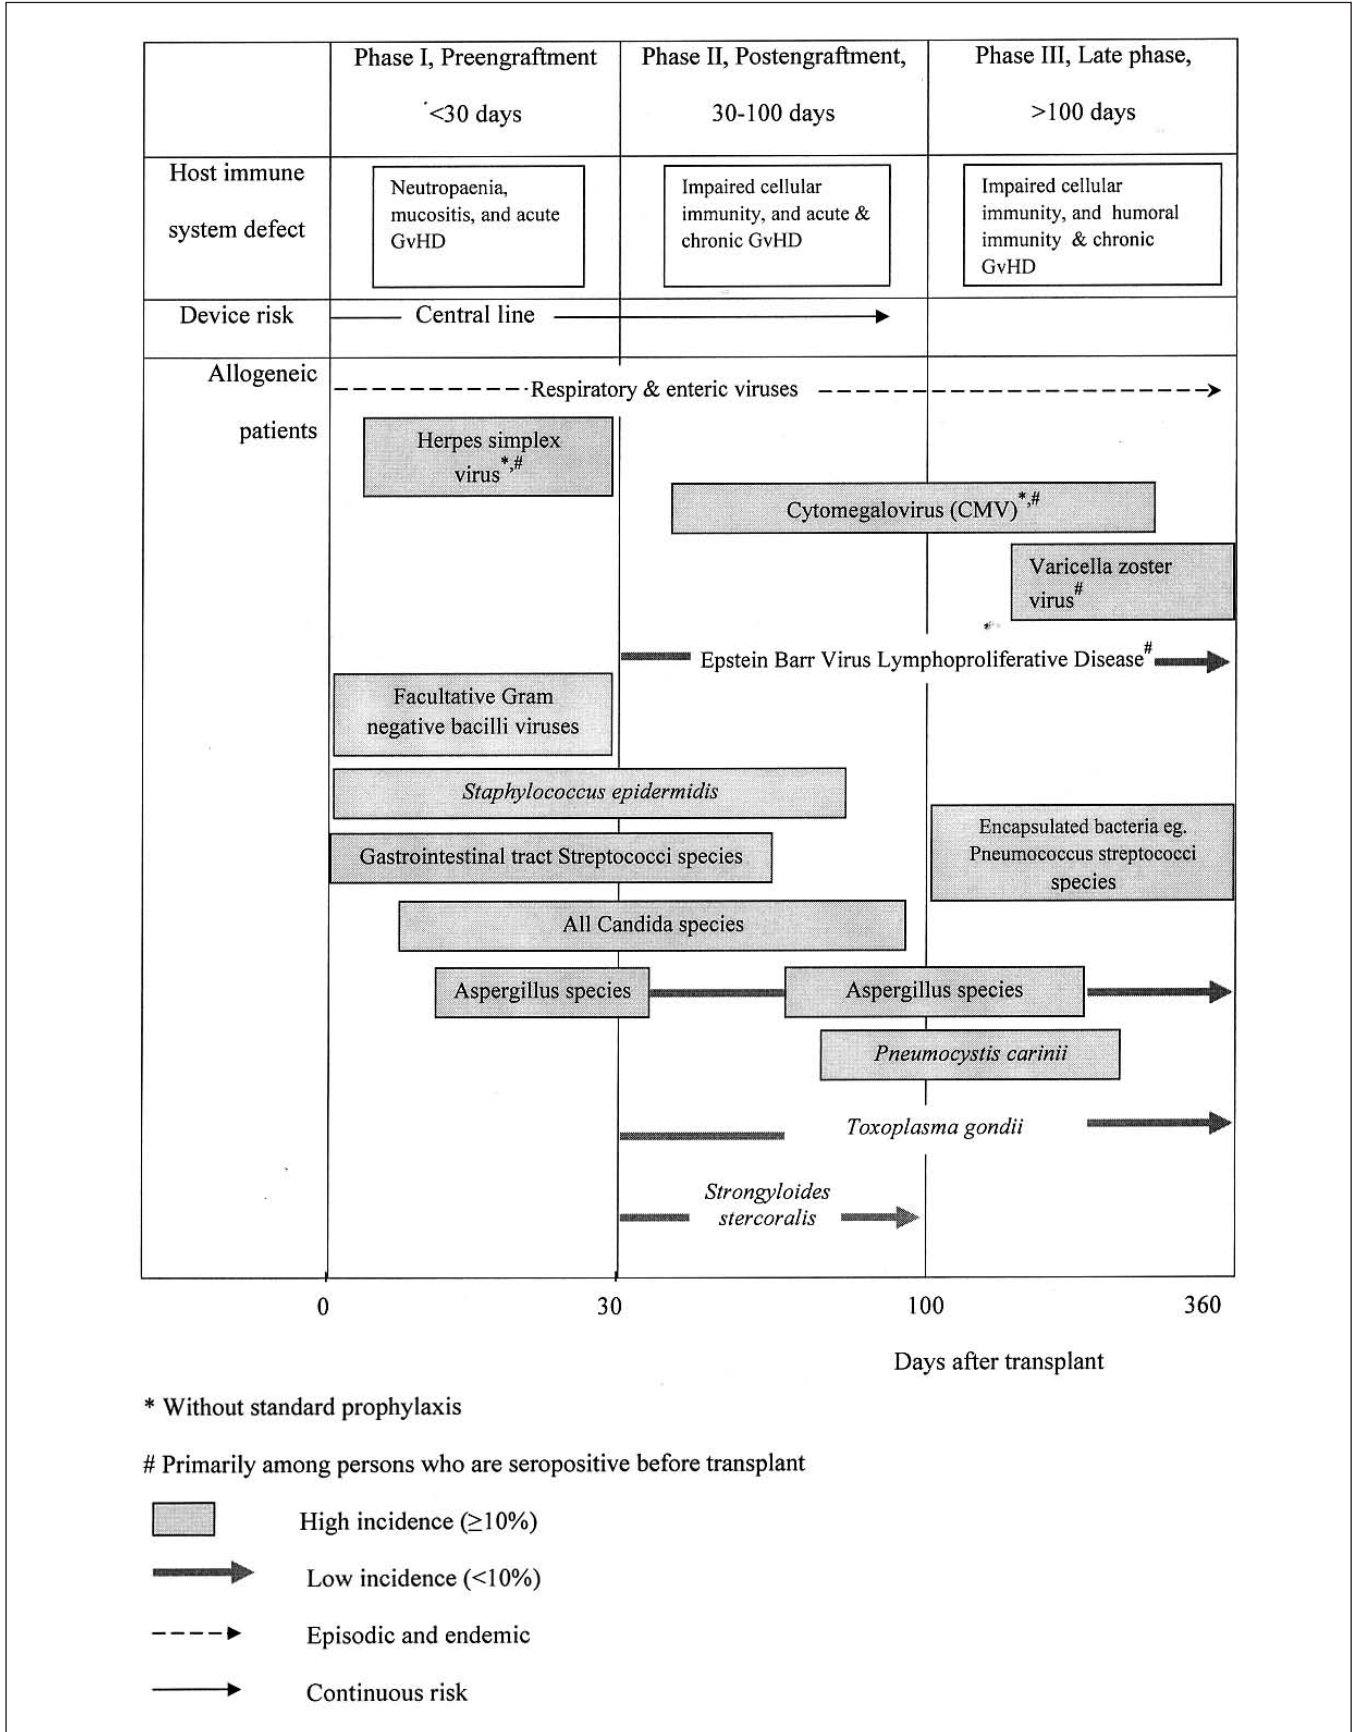 Phase I, Preengraftment
<30 days
Phase II, Postengraftment,
30-100 days
Phase III, Late phase,
>100 days
Host immune
system defect
Neutropaenia,
mucositis, and acute
GvHD
Impaired cellular
immunity, and acute &
chronic GvHD
Impaired cellular
immunity, and humoral
immunity & chronic
GvHD
Device risk
Central line
Allogeneic
patients
Respiratory & enteric viruses
Herpes simplex
virus*,#
Cytomegalovirus (CMV)*,#
Varicella zoster
virus#
Epstein Barr Virus Lymphoproliferative Disease#
Facultative Gram
negative bacilli viruses
Staphylococcus epidermidis
Gastrointestinal tract Streptococci species
Encapsulated bacteria eg.
Pneumococcus streptococci
species
All Candida species
Aspergillus species
Aspergillus species
Pneumocystis carinii
Toxoplasma gondii
Strongyloides
stercoralis
0
30
100
360
Days after transplant
* Without standard prophylaxis
# Primarily among persons who are seropositive before transplant
High incidence (≥10%)
Low incidence (<10%)
Episodic and endemic
Continuous risk